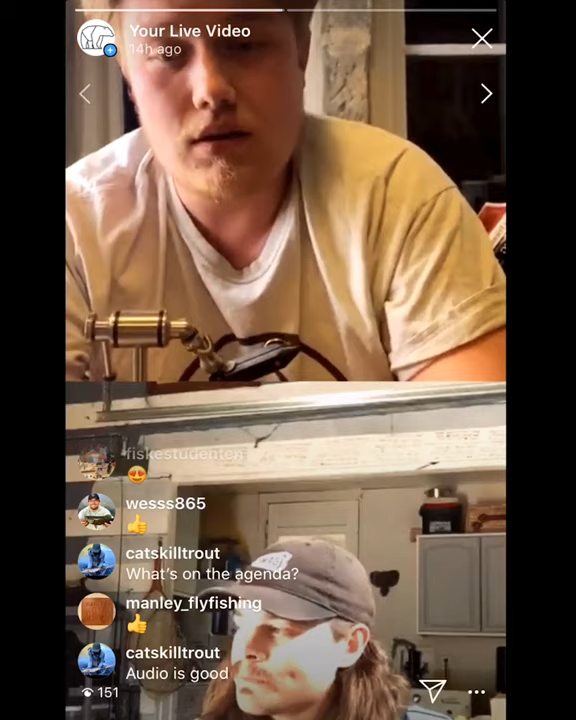 Your Live Video
14h ago
fiskestudenten
😍
wesss865
👍
catskilltrout
What's on the agenda?
manley_flyfishing
👍
catskilltrout
Audio is good
151